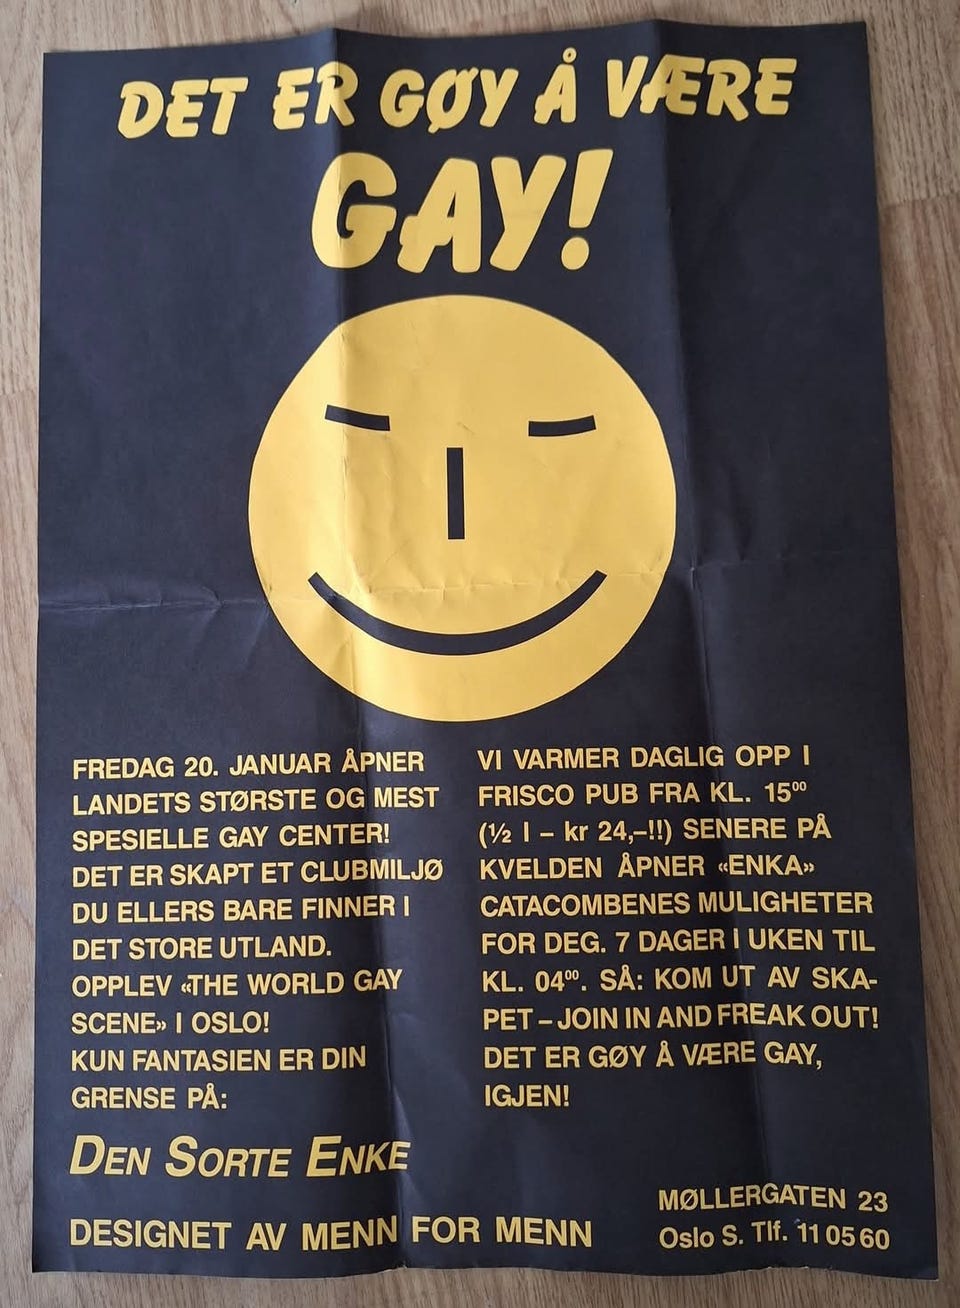 DET ER GØY Å VÆRE
GAY!
FREDAG 20. JANUAR ÅPNER
LANDETS STØRSTE OG MEST
SPESIELLE GAY CENTER!
DET ER SKAPT ET CLUBMILJØ
DU ELLERS BARE FINNER I
DET STORE UTLAND.
OPPLEV «THE WORLD GAY
SCENE» I OSLO!
KUN FANTASIEN ER DIN
GRENSE PÅ:
DEN SORTE ENKE
DESIGNET AV MENN FOR MENN
VI VARMER DAGLIG OPP I
FRISCO PUB FRA KL. 15⁰⁰
(½ l – kr 24,–!!) SENERE PÅ
KVELDEN ÅPNER «ENKA»
CATACOMBENES MULIGHETER
FOR DEG. 7 DAGER I UKEN TIL
KL. 04⁰⁰. SÅ: KOM UT AV SKA-
PET – JOIN IN AND FREAK OUT!
DET ER GØY Å VÆRE GAY,
IGJEN!
MØLLERGATEN 23
Oslo S. Tlf. 11 05 60